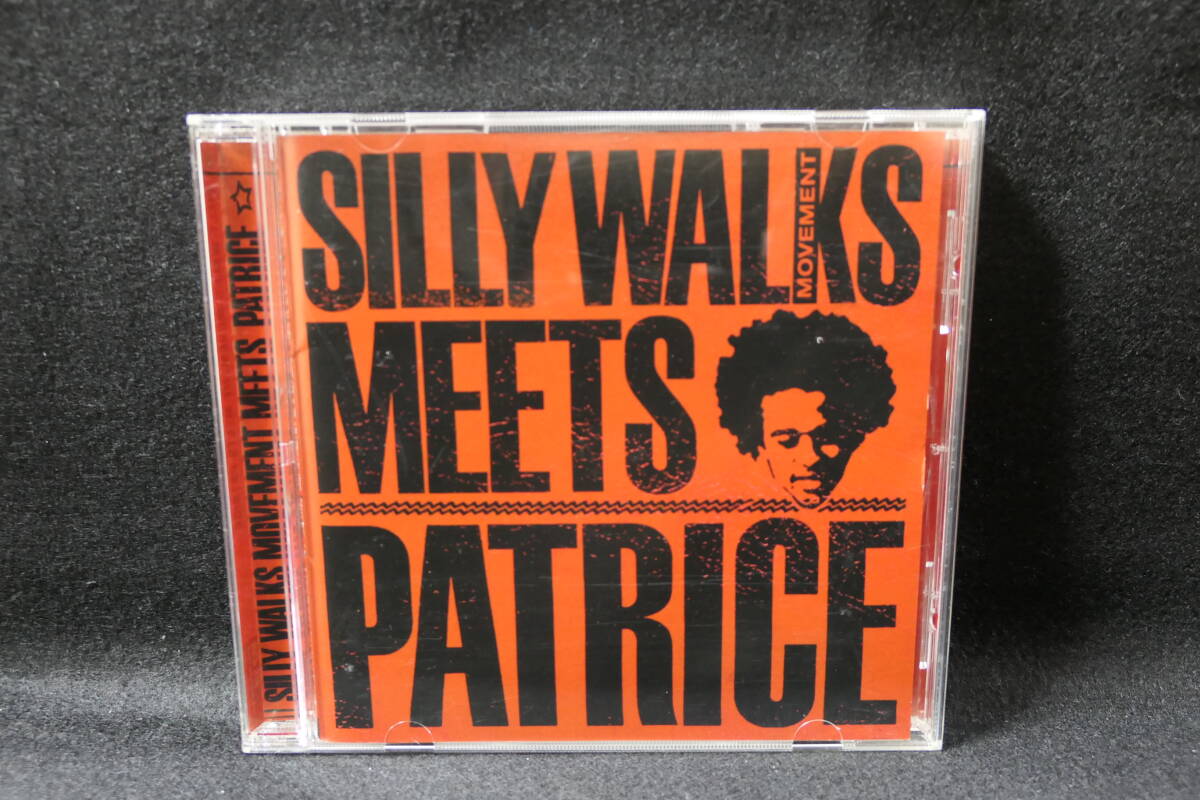 SILLY WALKS MOVEMENT MEETS PATRICE
SILLY WALKS
MOVEMENT
MEETS
PATRICE